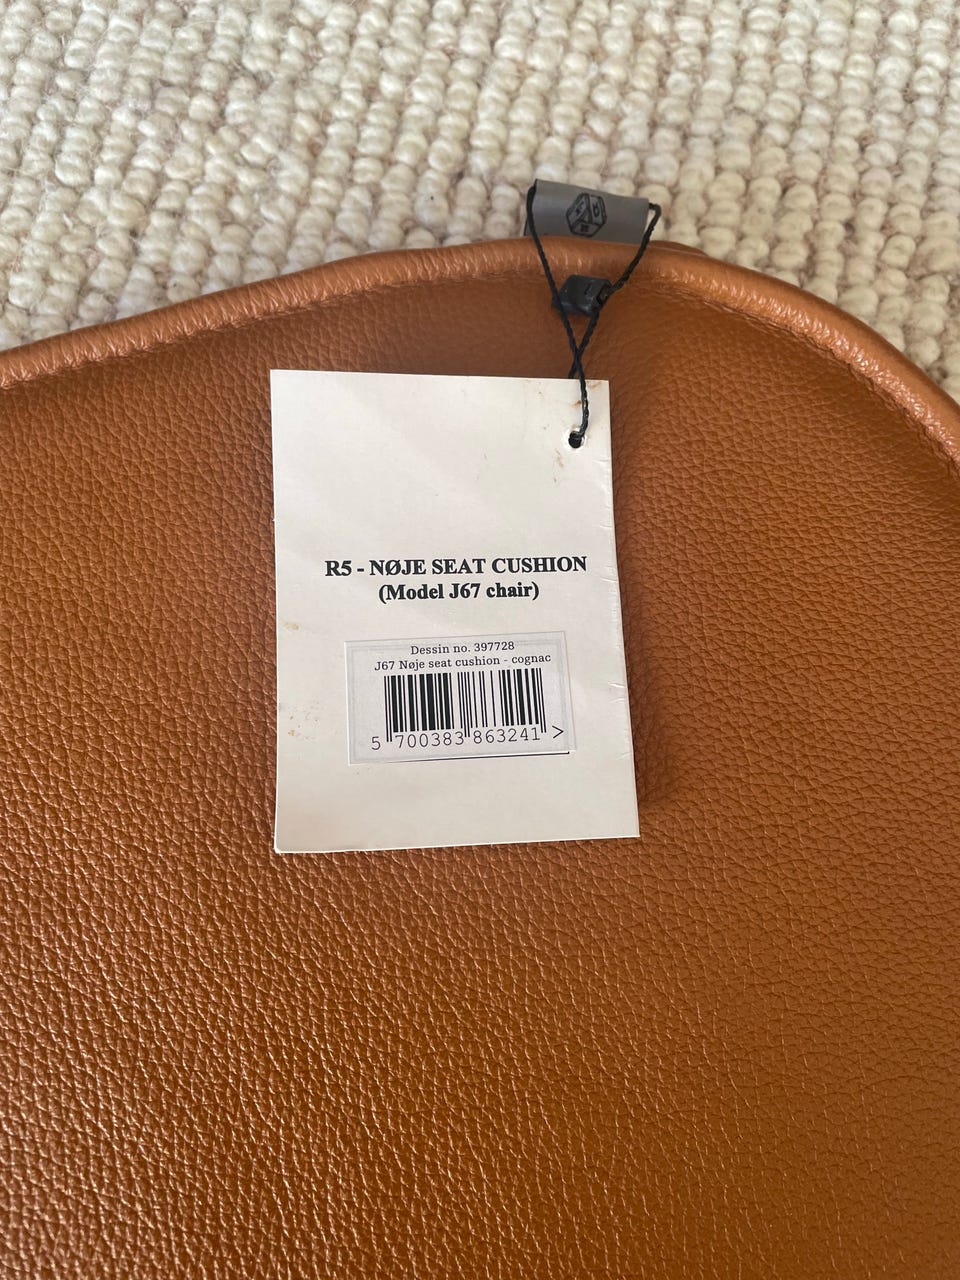 R5 - NØJE SEAT CUSHION
(Model J67 chair)
Dessin no. 397728
J67 Nøje seat cushion - cognac
5 700383 863241 >